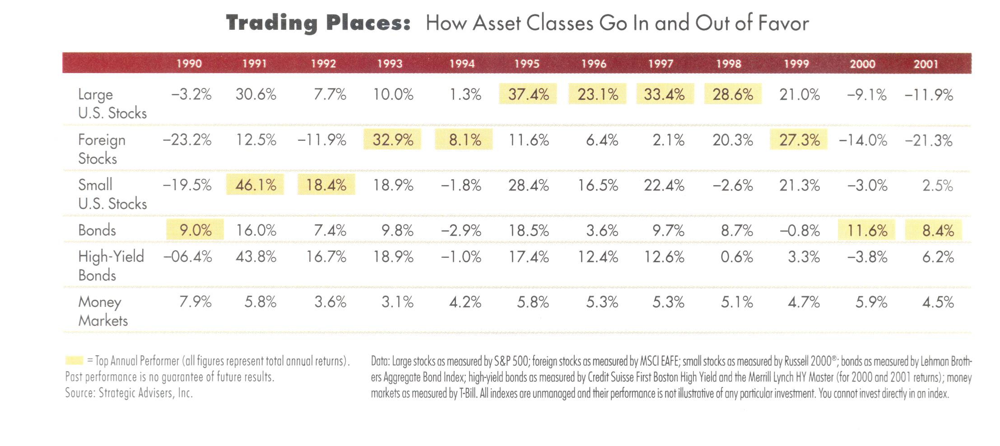 Trading Places: How Asset Classes Go In and Out of Favor
1990 1991 1992 1993 1994 1995 1996 1997 1998 1999 2000 2001
Large –3.2% 30.6% 7.7% 10.0% 1.3% 37.4% 23.1% 33.4% 28.6% 21.0% –9.1% –11.9%
U.S. Stocks
Foreign –23.2% 12.5% –11.9% 32.9% 8.1% 11.6% 6.4% 2.1% 20.3% 27.3% –14.0% –21.3%
Stocks
Small –19.5% 46.1% 18.4% 18.9% –1.8% 28.4% 16.5% 22.4% –2.6% 21.3% –3.0% 2.5%
U.S. Stocks
Bonds 9.0% 16.0% 7.4% 9.8% –2.9% 18.5% 3.6% 9.7% 8.7% –0.8% 11.6% 8.4%
High-Yield –06.4% 43.8% 16.7% 18.9% –1.0% 17.4% 12.4% 12.6% 0.6% 3.3% –3.8% 6.2%
Bonds
Money 7.9% 5.8% 3.6% 3.1% 4.2% 5.8% 5.3% 5.3% 5.1% 4.7% 5.9% 4.5%
Markets
= Top Annual Performer (all figures represent total annual returns).
Past performance is no guarantee of future results.
Source: Strategic Advisers, Inc.
Data: Large stocks as measured by S&P 500; foreign stocks as measured by MSCI EAFE; small stocks as measured by Russell 2000®; bonds as measured by Lehman Broth-
ers Aggregate Bond Index; high-yield bonds as measured by Credit Suisse First Boston High Yield and the Merrill Lynch HY Master (for 2000 and 2001 returns); money
markets as measured by T-Bill. All indexes are unmanaged and their performance is not illustrative of any particular investment. You cannot invest directly in an index.